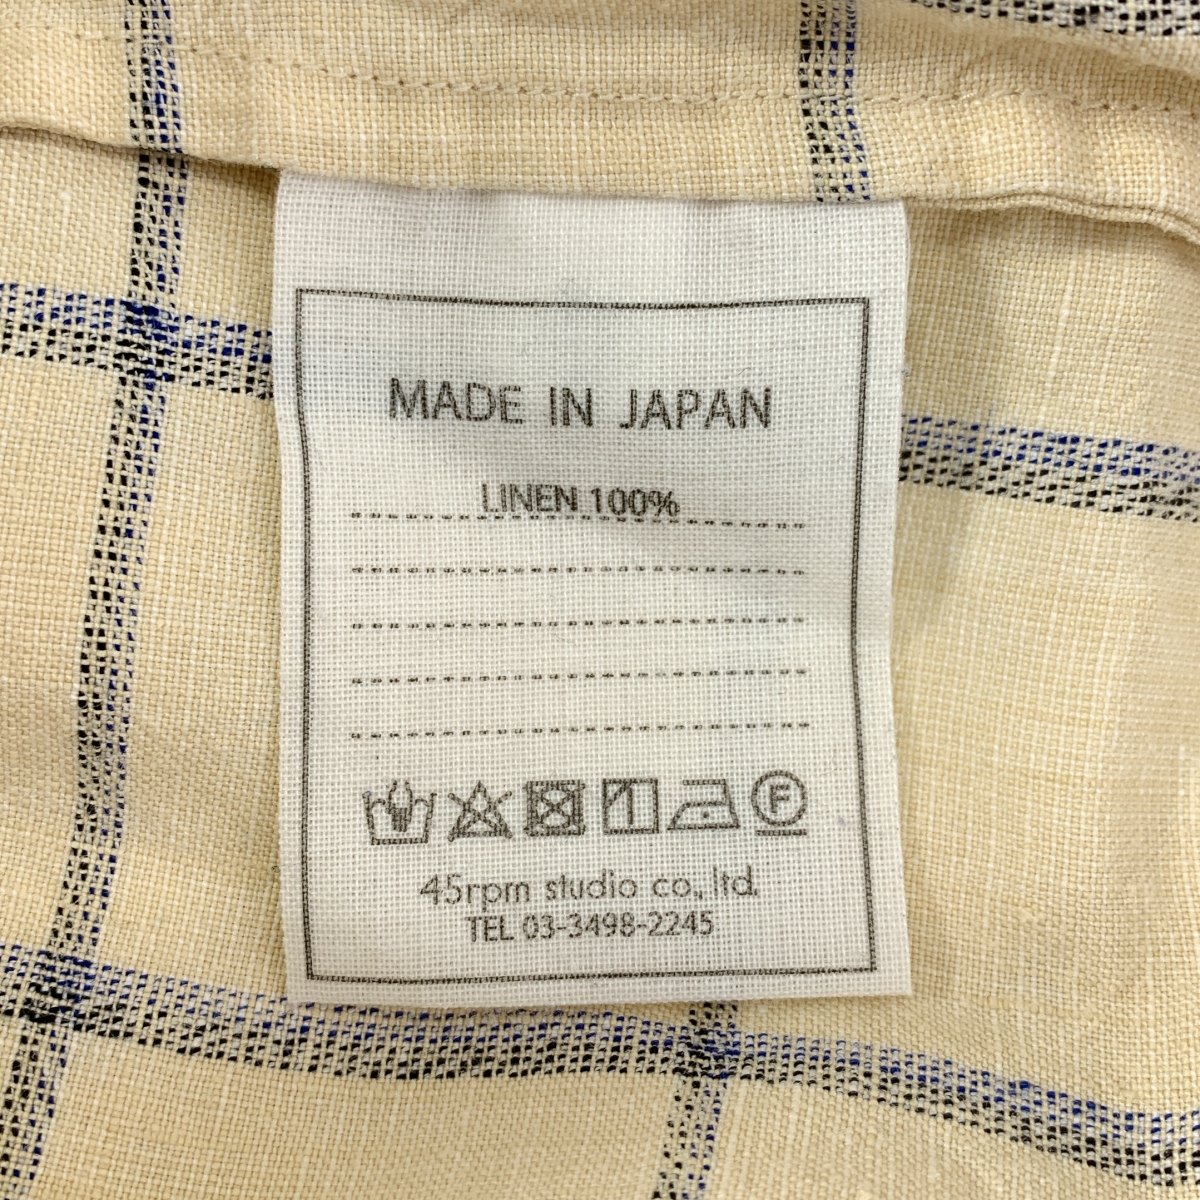 MADE IN JAPAN
LINEN 100%
F
45rpm studio co., ltd.
TEL 03-3498-2245